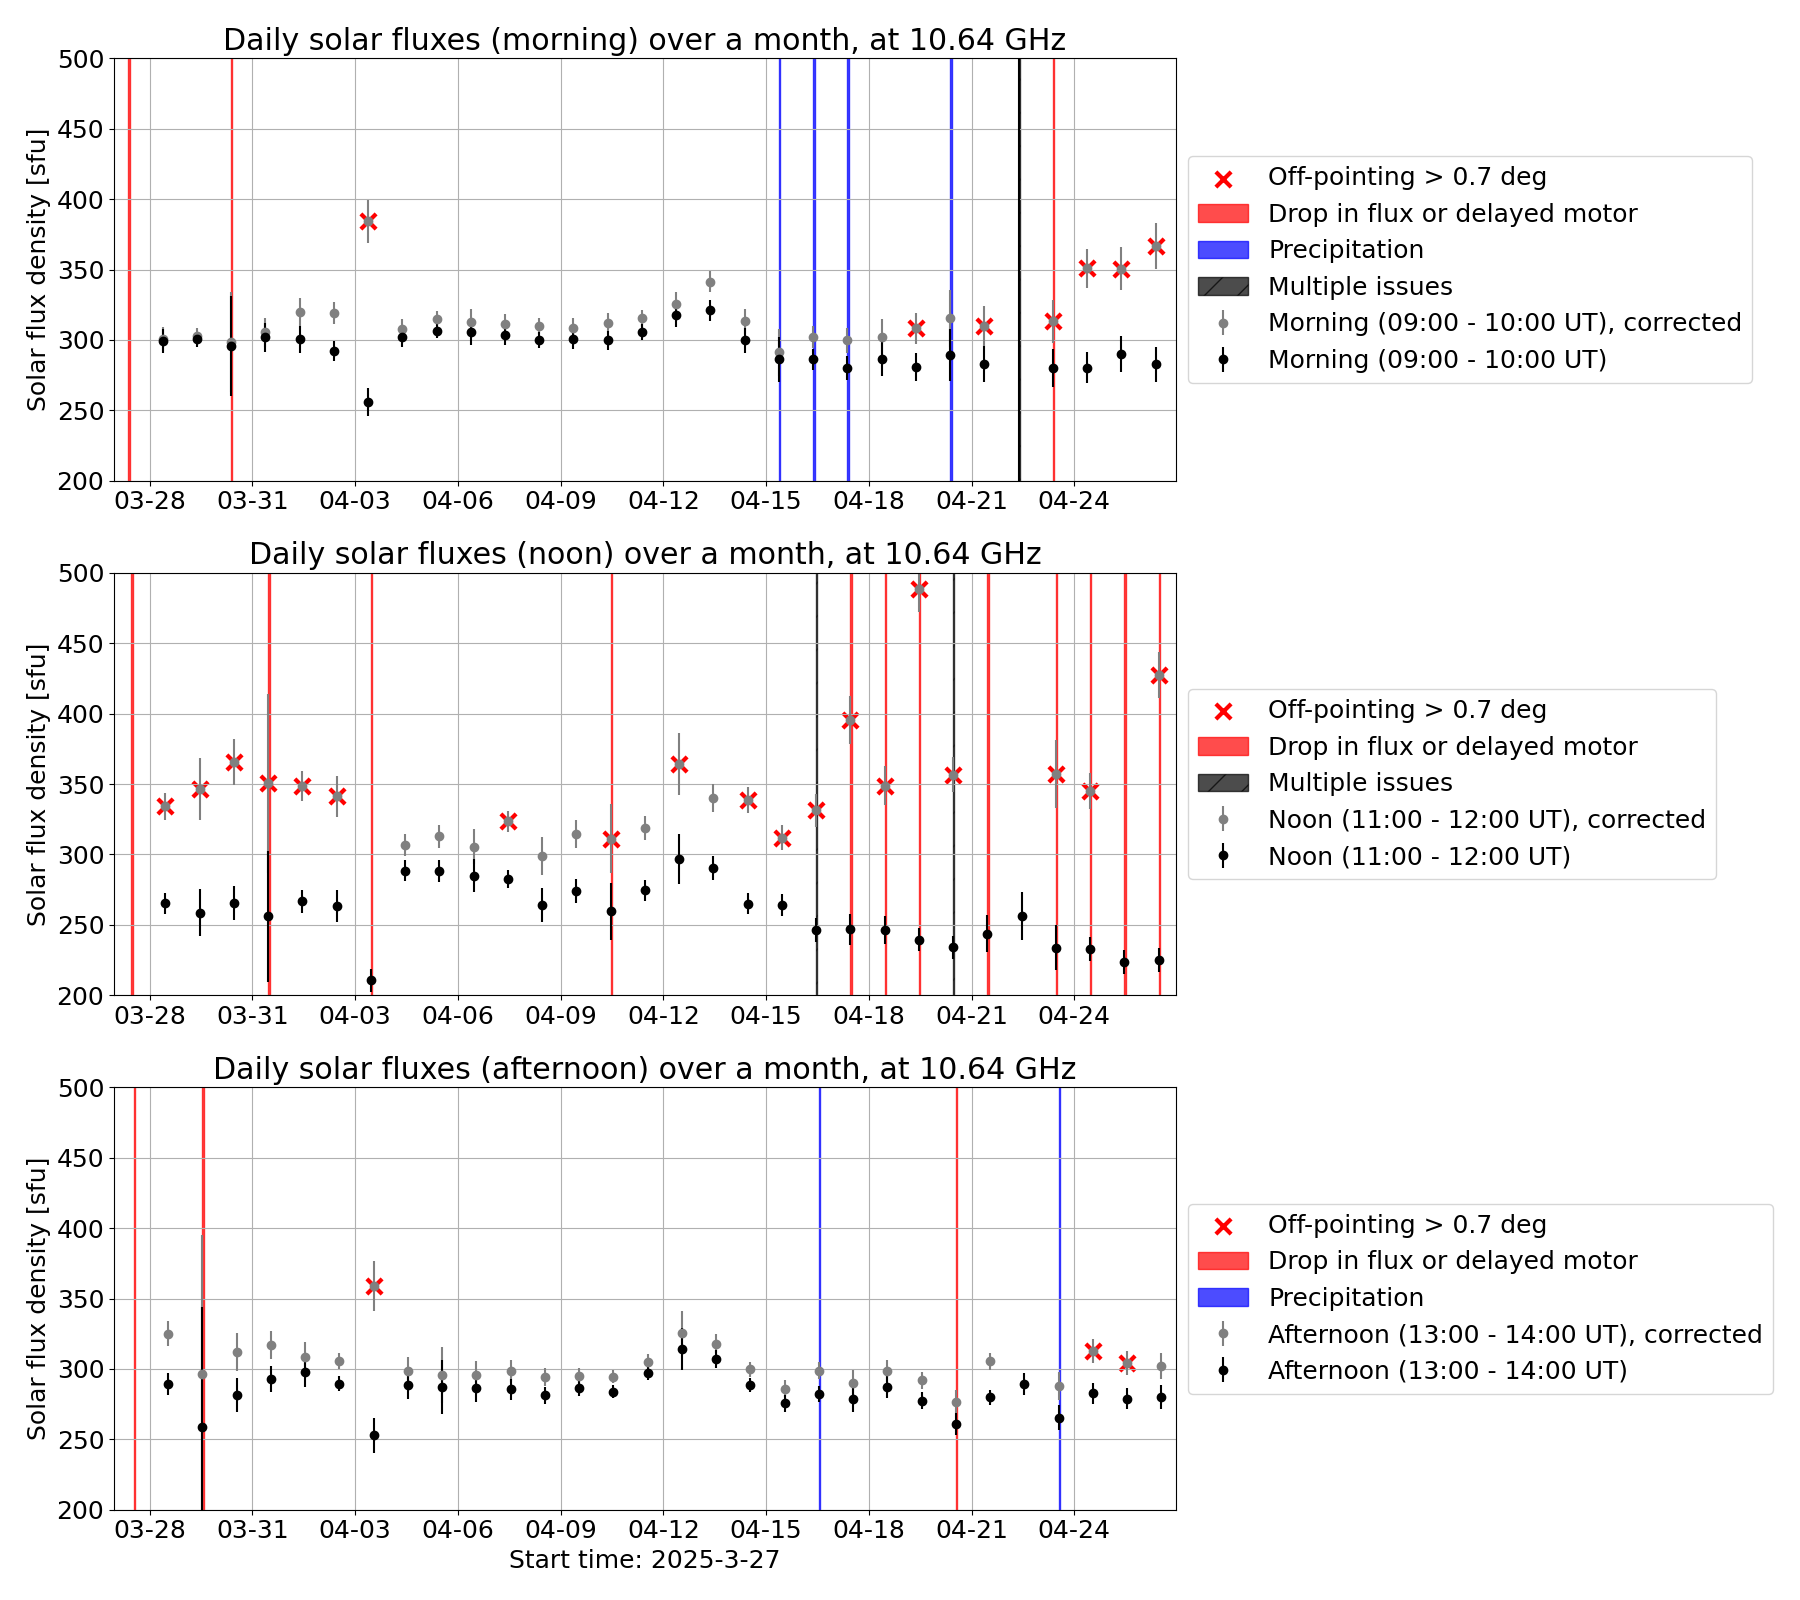 Daily solar fluxes (morning) over a month, at 10.64 GHz
Solar flux density [sfu]
500
450
400
350
300
250
200
03-28 03-31 04-03 04-06 04-09 04-12 04-15 04-18 04-21 04-24
Off-pointing > 0.7 deg
Drop in flux or delayed motor
Precipitation
Multiple issues
Morning (09:00 - 10:00 UT), corrected
Morning (09:00 - 10:00 UT)
Daily solar fluxes (noon) over a month, at 10.64 GHz
Solar flux density [sfu]
500
450
400
350
300
250
200
03-28 03-31 04-03 04-06 04-09 04-12 04-15 04-18 04-21 04-24
Off-pointing > 0.7 deg
Drop in flux or delayed motor
Multiple issues
Noon (11:00 - 12:00 UT), corrected
Noon (11:00 - 12:00 UT)
Daily solar fluxes (afternoon) over a month, at 10.64 GHz
Solar flux density [sfu]
500
450
400
350
300
250
200
03-28 03-31 04-03 04-06 04-09 04-12 04-15 04-18 04-21 04-24
Start time: 2025-3-27
Off-pointing > 0.7 deg
Drop in flux or delayed motor
Precipitation
Afternoon (13:00 - 14:00 UT), corrected
Afternoon (13:00 - 14:00 UT)